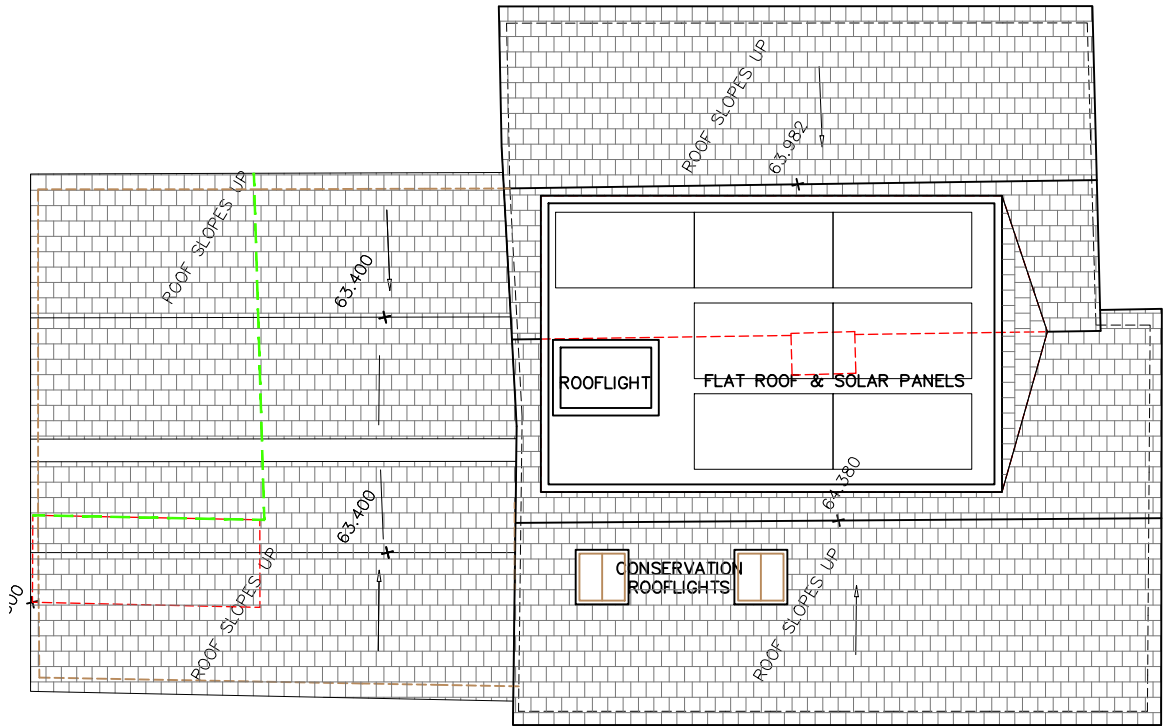 ROOF SLOPES UP
63.982
ROOF SLOPES UP
63.400
ROOFLIGHT
FLAT ROOF & SOLAR PANELS
64.380
63.400
CONSERVATION
ROOFLIGHTS
ROOF SLOPES UP
ROOF SLOPES UP